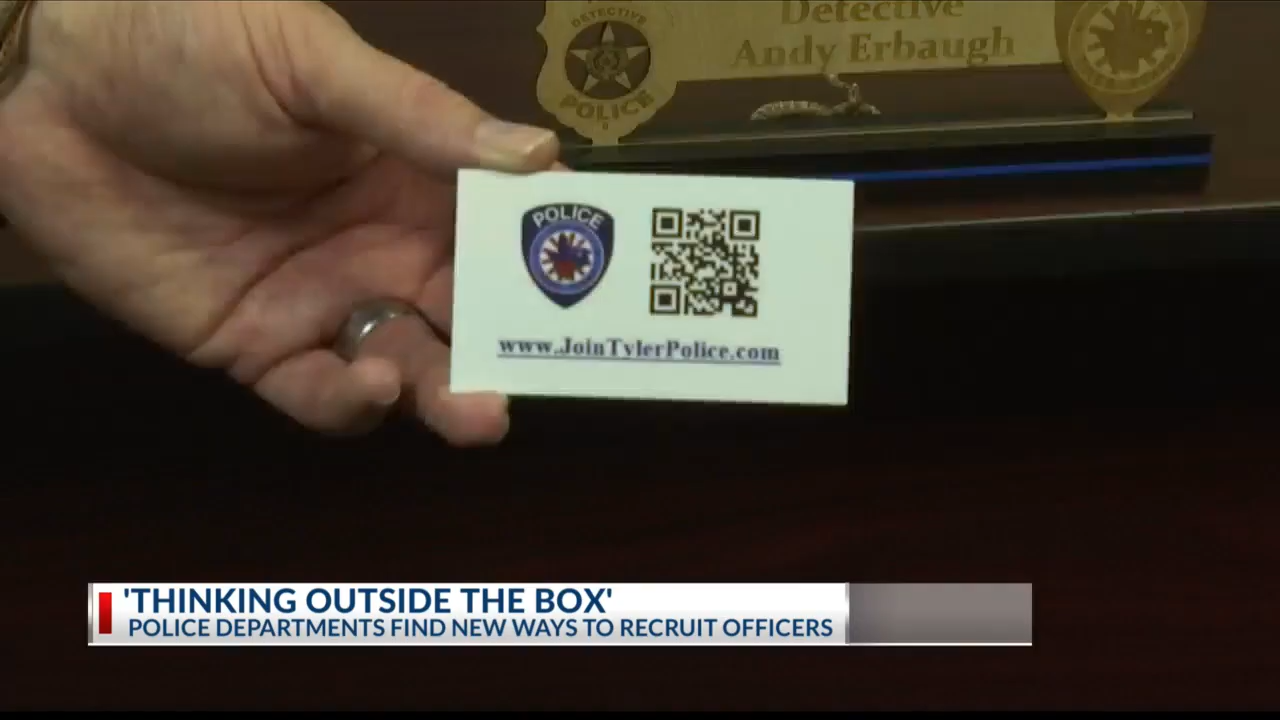 DETECTIVE
POLICE
Detective
Andy Erbaugh
POLICE
www.JoinTylerPolice.com
'THINKING OUTSIDE THE BOX'
POLICE DEPARTMENTS FIND NEW WAYS TO RECRUIT OFFICERS